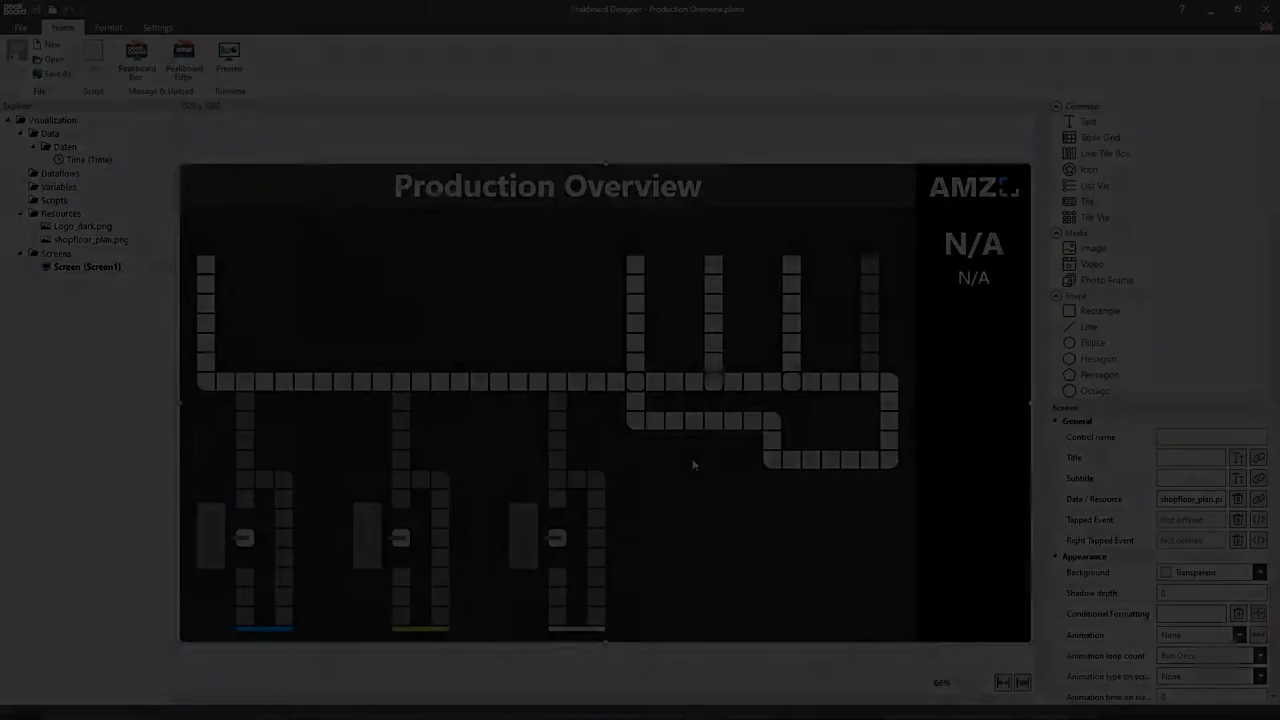 peak board
Peakboard Designer - Production Overview.pbmx
File
Home
Format
Settings
New
Open
Save As
Peakboard Box
Peakboard Edge
Preview
File
Script
Manage & Upload
Runtime
Explorer
1920 x 1080
Visualization
Data
Daten
Time (Time)
Dataflows
Variables
Scripts
Resources
Logo_dark.png
shopfloor_plan.png
Screens
Screen (Screen1)
Production Overview
AMZ
N/A
N/A
66%
Common
Text
Table Grid
Live Tile Box
Icon
List Vie
Tile
Tile Vie
Media
Image
Video
Photo Frame
Shape
Rectangle
Line
Ellipse
Hexagon
Pentagon
Octagc
Screen
General
Control name
Title
Subtitle
Data / Resource
shopfloor_plan.p
Tapped Event
Not defined
Right Tapped Event
Not defined
Appearance
Background
Transparent
Shadow depth
0
Conditional Formatting
Animation
None
Animation loop count
Run Once
Animation type on scr...
None
Animation time on scr...
0